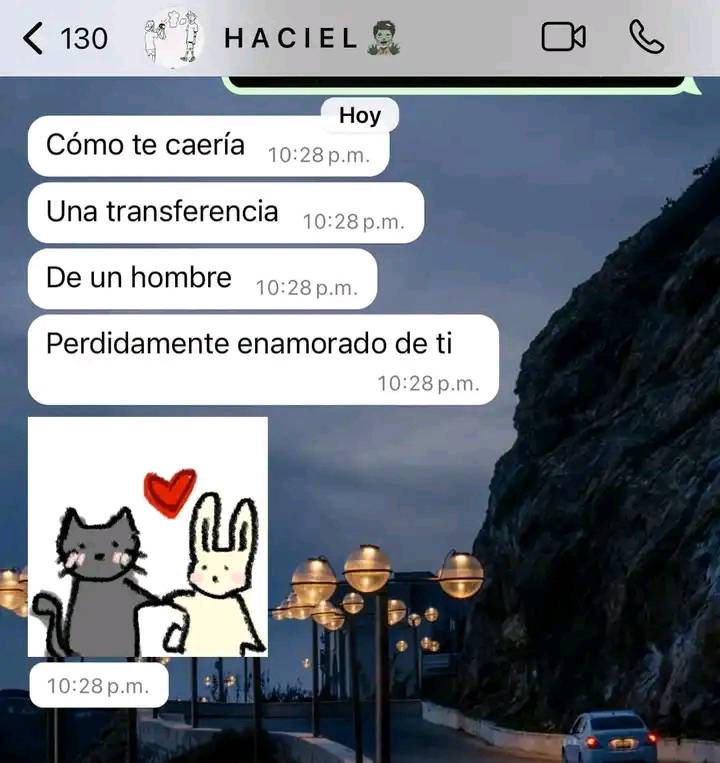 130
HACIEL
Hoy
Cómo te caería 10:28 p.m.
Una transferencia 10:28 p.m.
De un hombre 10:28 p.m.
Perdidamente enamorado de ti
10:28 p.m.
10:28 p.m.